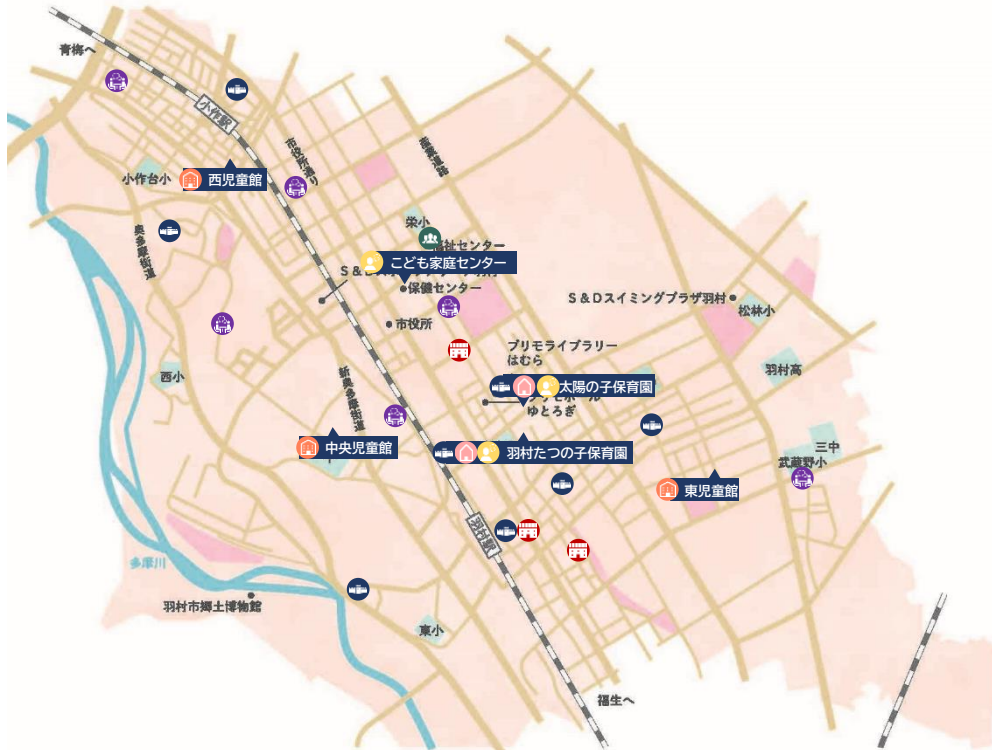 青梅へ
小作駅
市役所通り
産業道路
小作台小
西児童館
奥多摩街道
栄小
福祉センター
こども家庭センター
保健センター
S&Dスイミングプラザ羽村
松林小
市役所
プリモライブラリー
はむら
羽村高
西小
新奥多摩街道
太陽の子保育園
ゆとろぎ
中央児童館
羽村たつの子保育園
三中
武蔵野小
東児童館
羽村駅
多摩川
羽村市郷土博物館
東小
福生へ